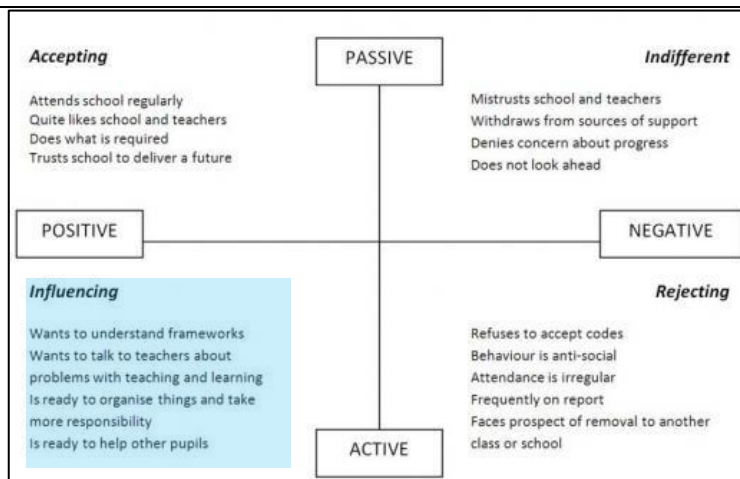 PASSIVE
Accepting
Attends school regularly
Quite likes school and teachers
Does what is required
Trusts school to deliver a future
Indifferent
Mistrusts school and teachers
Withdraws from sources of support
Denies concern about progress
Does not look ahead
POSITIVE
NEGATIVE
Influencing
Wants to understand frameworks
Wants to talk to teachers about
problems with teaching and learning
Is ready to organise things and take
more responsibility
Is ready to help other pupils
Rejecting
Refuses to accept codes
Behaviour is anti-social
Attendance is irregular
Frequently on report
Faces prospect of removal to another
class or school
ACTIVE